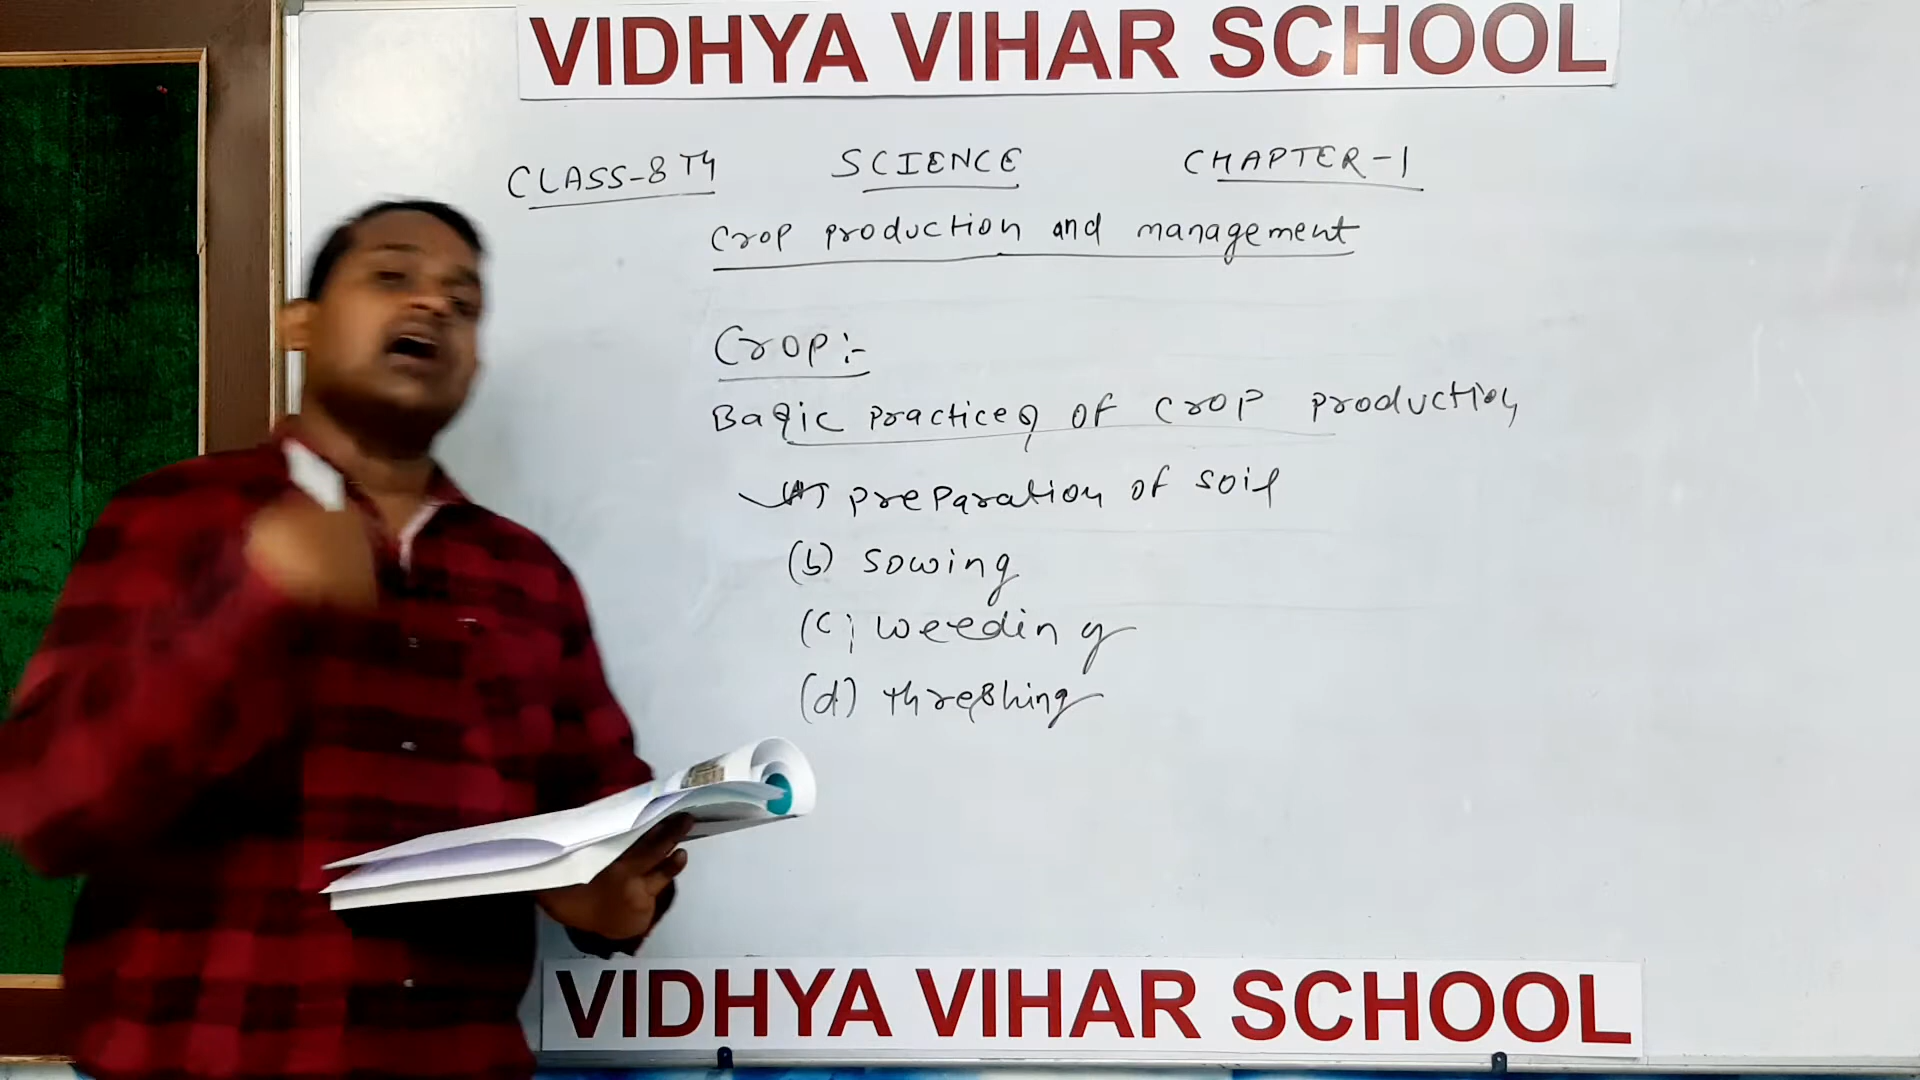 VIDHYA VIHAR SCHOOL
CLASS-8TH SCIENCE CHAPTER-1
Crop production and management
Crop:-
Basic practices of crop production
(a) preparation of soil
(b) sowing
(c) weeding
(d) threshing
VIDHYA VIHAR SCHOOL